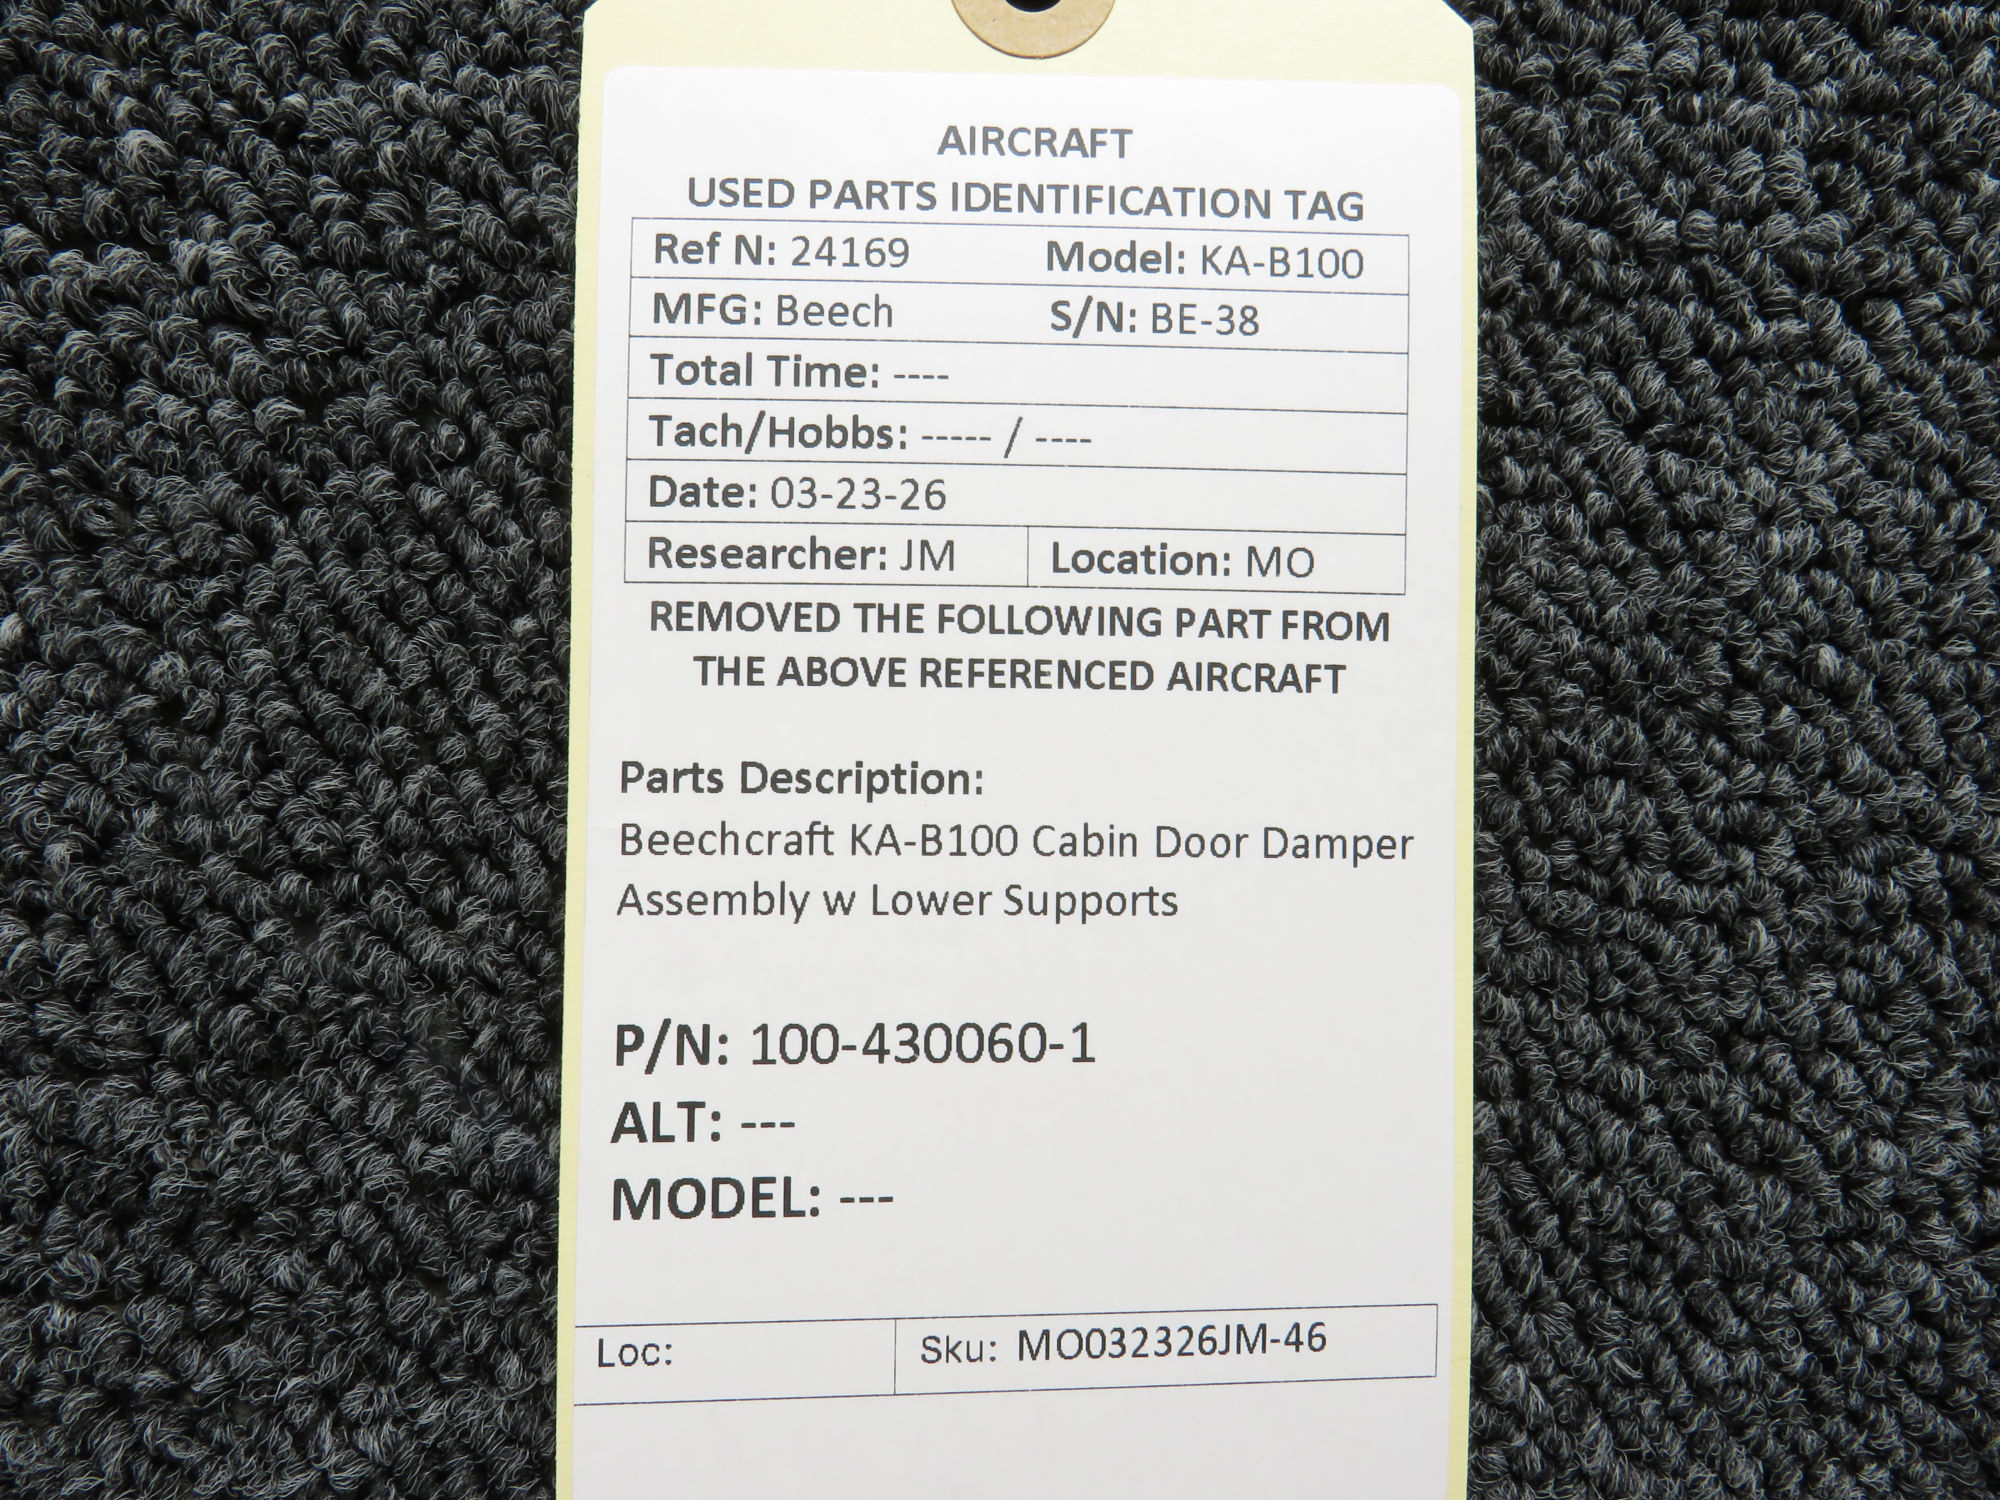 AIRCRAFT
USED PARTS IDENTIFICATION TAG
Ref N: 24169 Model: KA-B100
MFG: Beech S/N: BE-38
Total Time: ----
Tach/Hobbs: ----- / ----
Date: 03-23-26
Researcher: JM Location: MO
REMOVED THE FOLLOWING PART FROM
THE ABOVE REFERENCED AIRCRAFT
Parts Description:
Beechcraft KA-B100 Cabin Door Damper
Assembly w Lower Supports
P/N: 100-430060-1
ALT: ---
MODEL: ---
Loc: Sku: MO032326JM-46